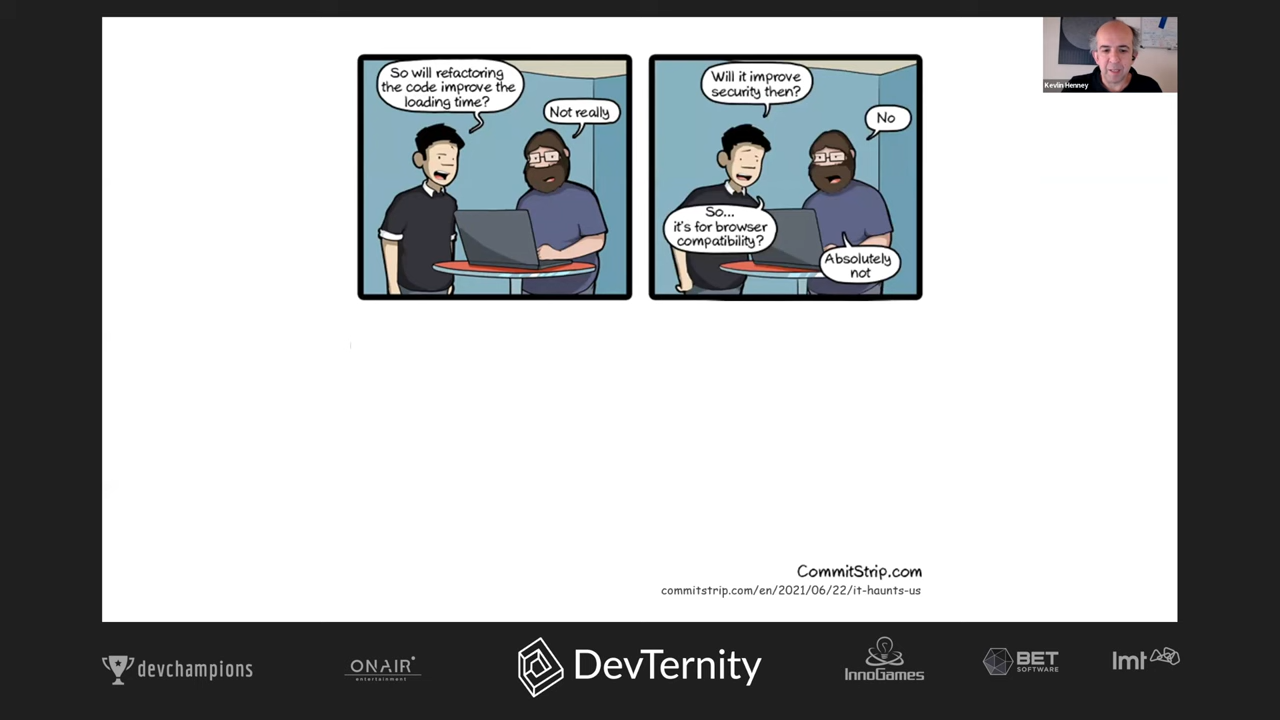 So will refactoring
the code improve the
loading time?
Not really
Will it improve
security then?
No
So...
it's for browser
compatibility?
Absolutely
not
Kevlin Henney
CommitStrip.com
commitstrip.com/en/2021/06/22/it-haunts-us
devchampions
ONAIR
entertainment
DevTernity
InnoGames
BET
SOFTWARE
lmt